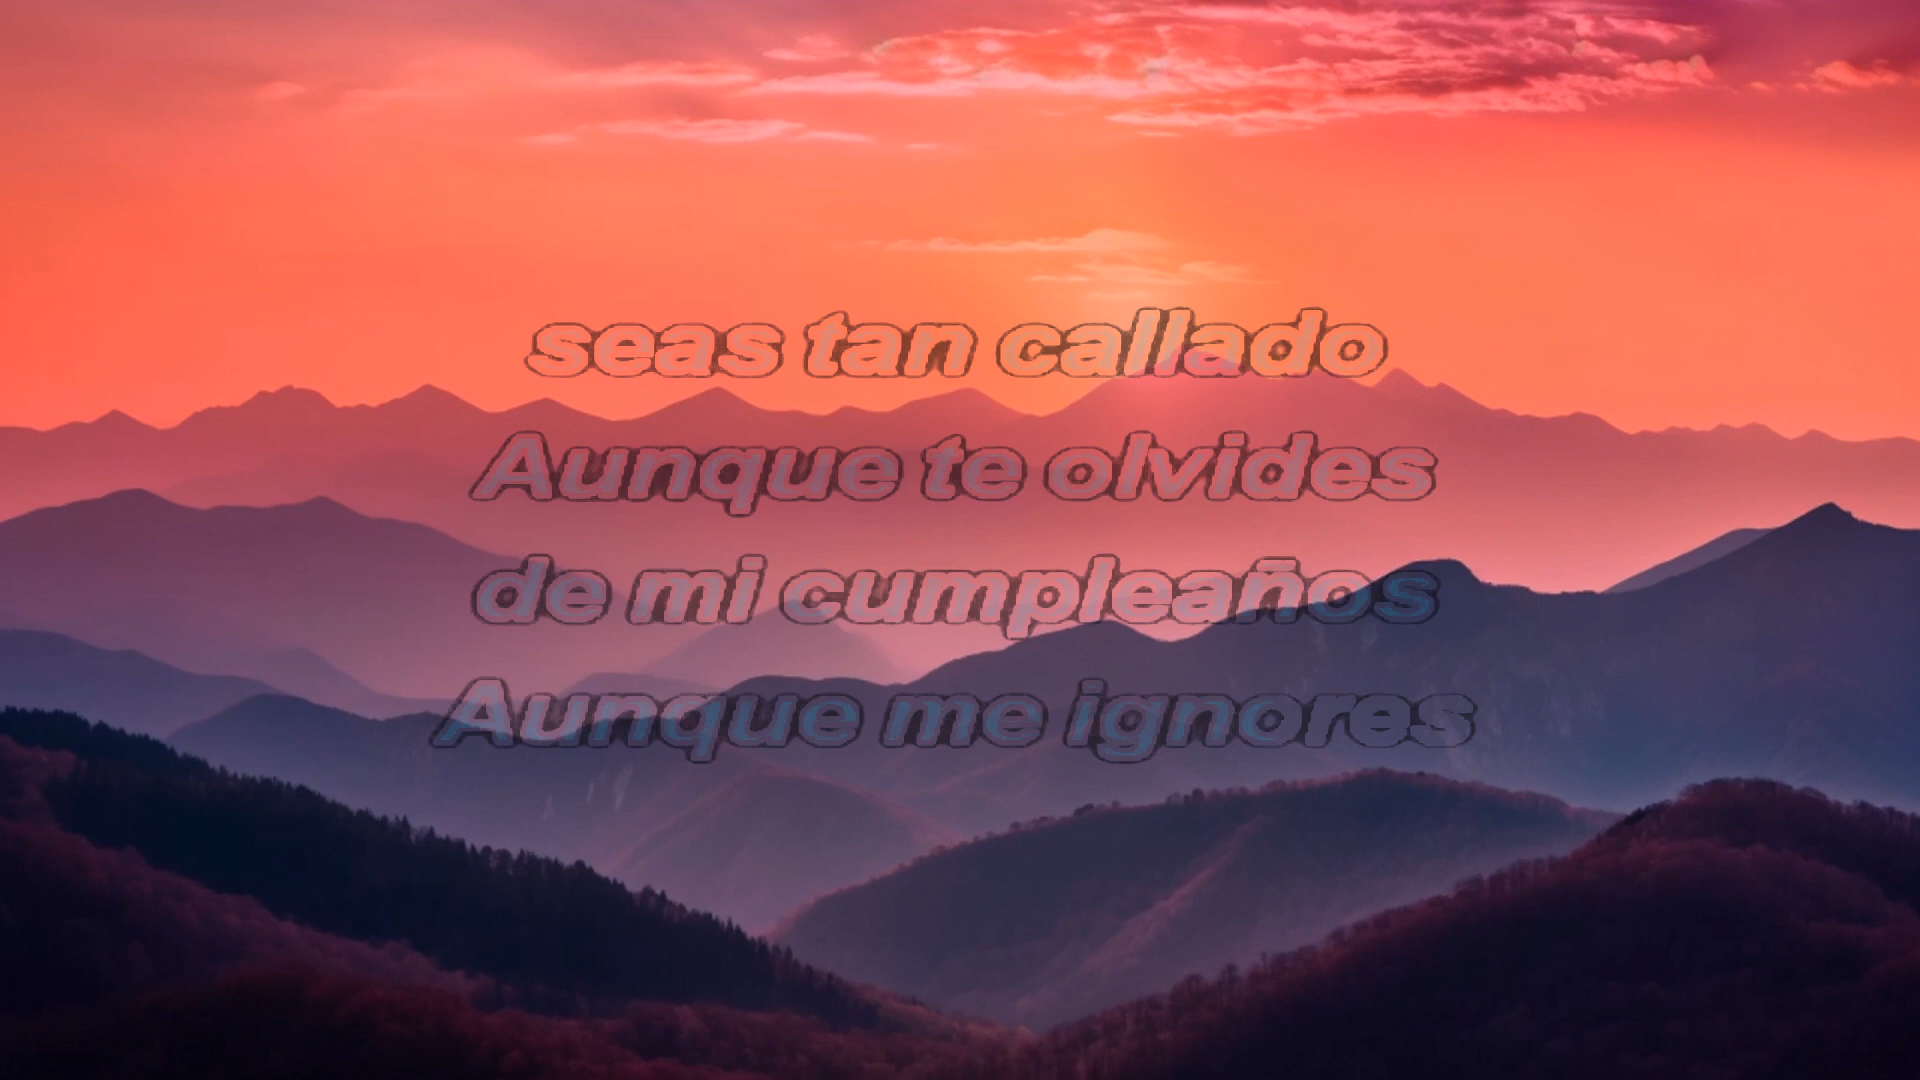 seas tan callado
Aunque te olvides
de mi cumpleaños
Aunque me ignores